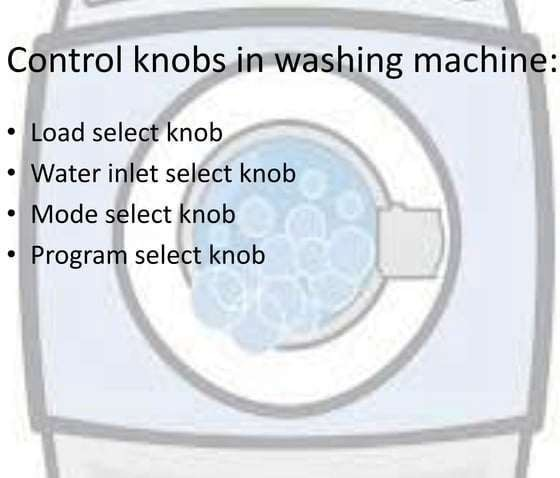 Control knobs in washing machine:
• Load select knob
• Water inlet select knob
• Mode select knob
• Program select knob